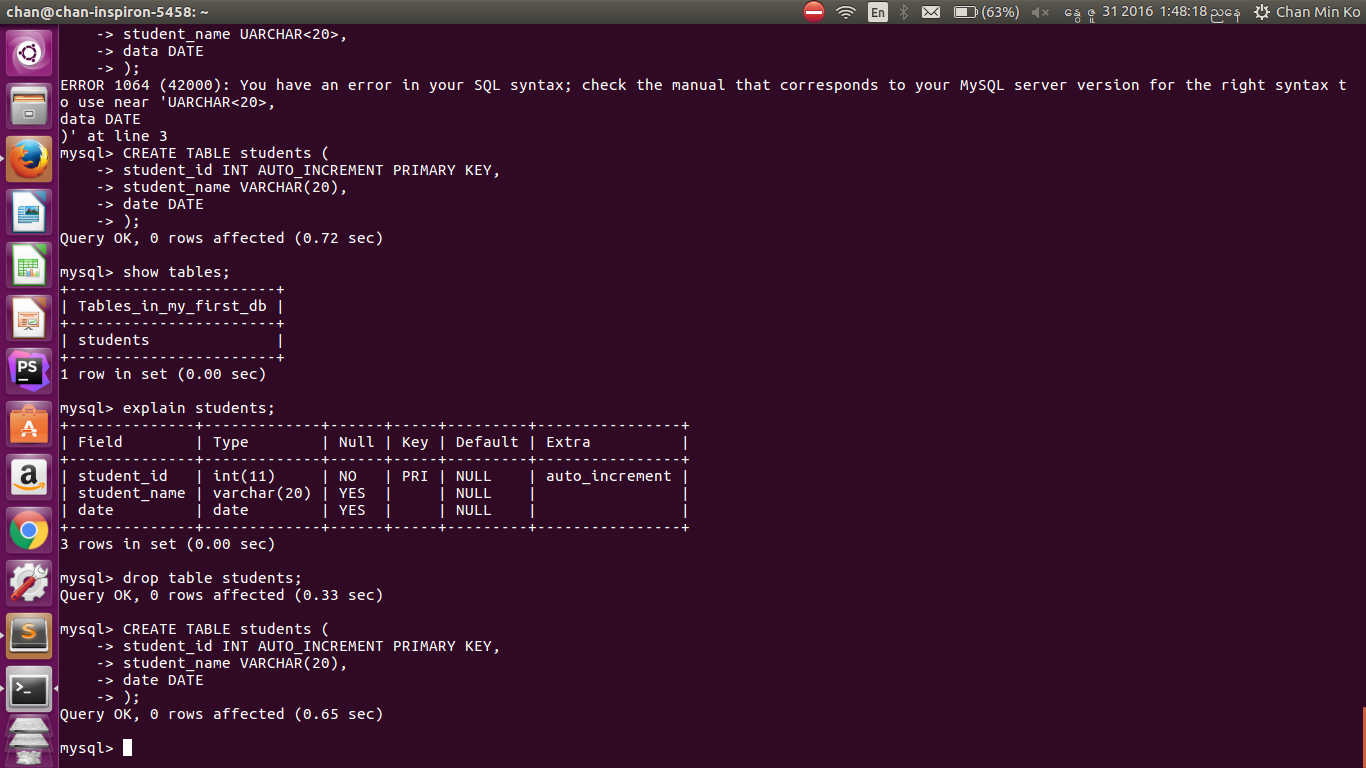 chan@chan-inspiron-5458: ~
En
(63%)
နွေ ဇူ 31 2016 1:48:18 ညနေ
Chan Min Ko
-> student_name UARCHAR<20>,
-> data DATE
-> );
ERROR 1064 (42000): You have an error in your SQL syntax; check the manual that corresponds to your MySQL server version for the right syntax t
o use near 'UARCHAR<20>,
data DATE
)' at line 3
mysql> CREATE TABLE students (
-> student_id INT AUTO_INCREMENT PRIMARY KEY,
-> student_name VARCHAR(20),
-> date DATE
-> );
Query OK, 0 rows affected (0.72 sec)
mysql> show tables;
+------------------------+
| Tables_in_my_first_db |
+------------------------+
| students |
+------------------------+
1 row in set (0.00 sec)
mysql> explain students;
+--------------+-------------+------+-----+---------+----------------+
| Field | Type | Null | Key | Default | Extra |
+--------------+-------------+------+-----+---------+----------------+
| student_id | int(11) | NO | PRI | NULL | auto_increment |
| student_name | varchar(20) | YES | | NULL | |
| date | date | YES | | NULL | |
+--------------+-------------+------+-----+---------+----------------+
3 rows in set (0.00 sec)
mysql> drop table students;
Query OK, 0 rows affected (0.33 sec)
mysql> CREATE TABLE students (
-> student_id INT AUTO_INCREMENT PRIMARY KEY,
-> student_name VARCHAR(20),
-> date DATE
-> );
Query OK, 0 rows affected (0.65 sec)
mysql>
PS
A
a
S
>_